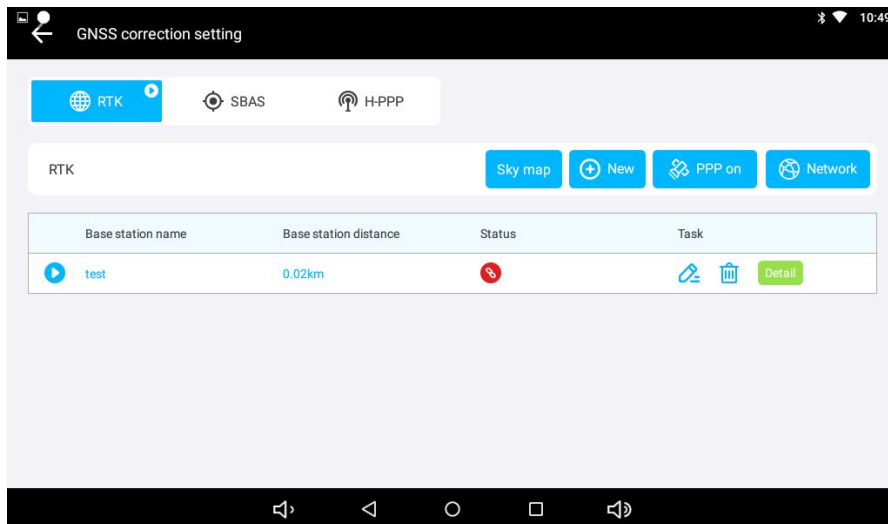 10:49
GNSS correction setting
RTK SBAS H-PPP
RTK Sky map New PPP on Network
Base station name Base station distance Status Task
test 0.02km Detail